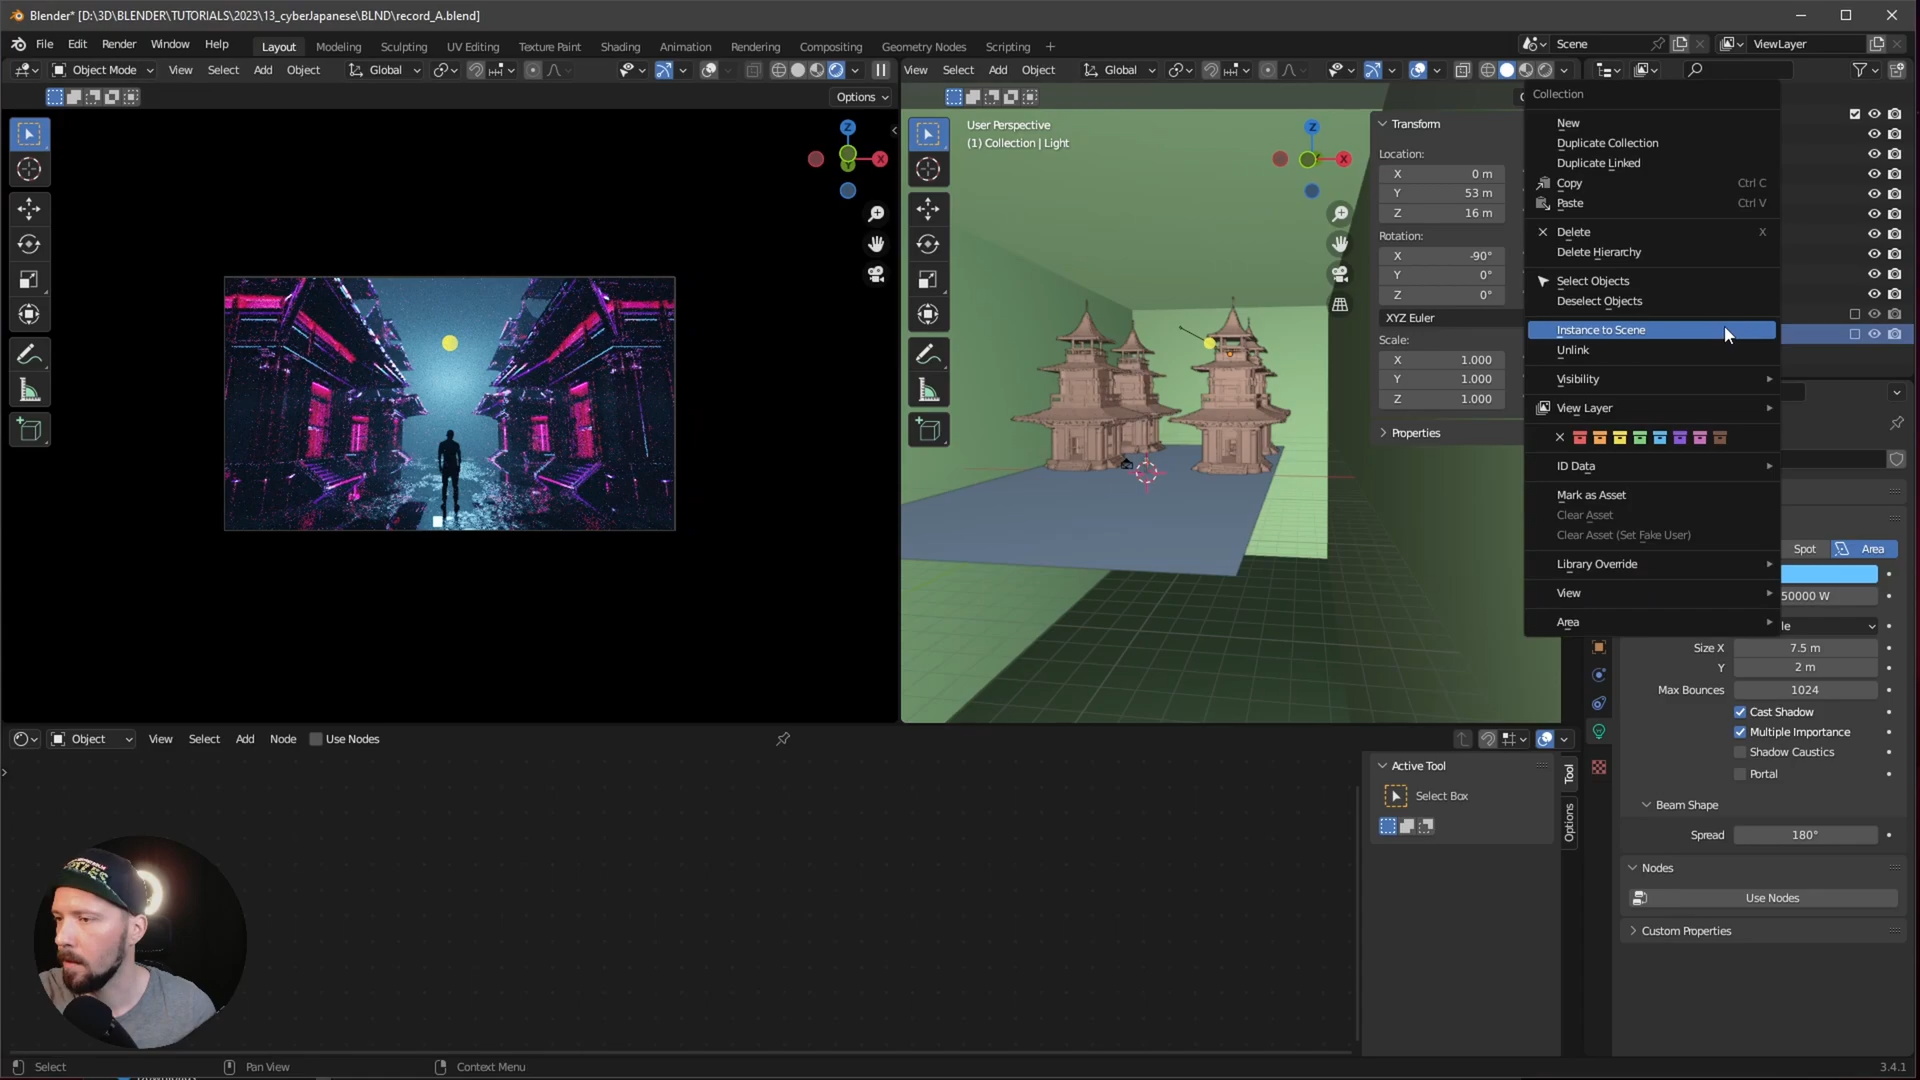 Blender* [D:\3D\BLENDER\TUTORIALS\2023\13_cyberJapanese\BLND\record_A.blend]
File Edit Render Window Help Layout Modeling Sculpting UV Editing Texture Paint Shading Animation Rendering Compositing Geometry Nodes Scripting + Scene ViewLayer
Object Mode View Select Add Object Global View Select Add Object Global
Options
User Perspective
(1) Collection | Light
Z
X
Y
Z
X
Transform
Location:
X 0 m
Y 53 m
Z 16 m
Rotation:
X -90°
Y 0°
Z 0°
XYZ Euler
Scale:
X 1.000
Y 1.000
Z 1.000
Properties
Collection
New
Duplicate Collection
Duplicate Linked
Copy Ctrl C
Paste Ctrl V
Delete X
Delete Hierarchy
Select Objects
Deselect Objects
Instance to Scene
Unlink
Visibility
View Layer
ID Data
Mark as Asset
Clear Asset
Clear Asset (Set Fake User)
Library Override
View
Area
Spot Area
50000 W
Size X 7.5 m
Y 2 m
Max Bounces 1024
Cast Shadow
Multiple Importance
Shadow Caustics
Portal
Beam Shape
Spread 180°
Nodes
Use Nodes
Custom Properties
Object View Select Add Node Object Use Nodes
Active Tool
Select Box
Tool
Options
Select Pan View Context Menu 3.4.1